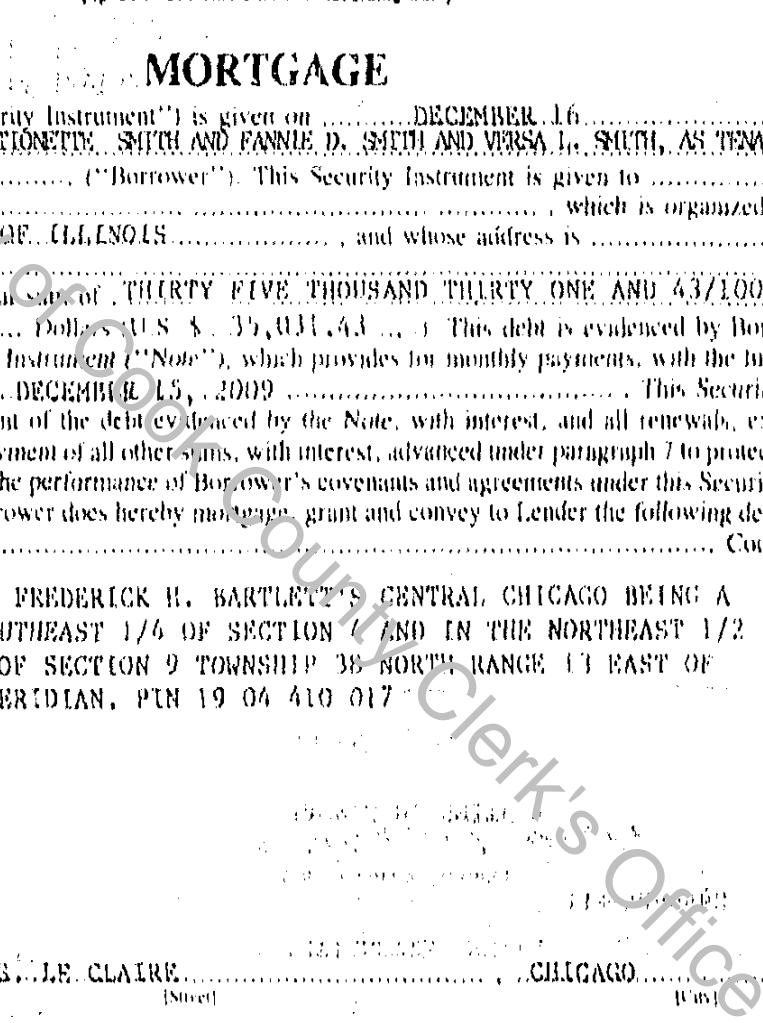 MORTGAGE
rity Instrument") is given on ..........DECEMBER 16
TIONETTE SMITH AND FANNIE D. SMITH AND VERSA L. SMITH, AS TENA
........., ("Borrower"). This Security Instrument is given to
, which is organized
OF ILLINOIS .................. , and whose address is
sum of THIRTY FIVE THOUSAND THIRTY ONE AND 43/100
... Dollars (U.S. $. 35,031.43 ... ). This debt is evidenced by Bor
Instrument ("Note"), which provides for monthly payments, with the fu
DECEMBER 15, 2009 ..................................... . This Securi
nt of the debt evidenced by the Note, with interest, and all renewals, e
yment of all other sums, with interest, advanced under paragraph 7 to protec
he performance of Borrower's covenants and agreements under this Securi
rower does hereby mortgage, grant and convey to Lender the following de
Cou
FREDERICK H. BARTLETT'S CENTRAL CHICAGO BEING A
UTHEAST 1/4 OF SECTION 4 AND IN THE NORTHEAST 1/2
OF SECTION 9 TOWNSHIP 38 NORTH RANGE 13 EAST OF
ERIDIAN. PIN 19 04 410 017
S. LE CLAIRE .................................. , CHICAGO
[Street] [City]
of Cook County Clerk's Office